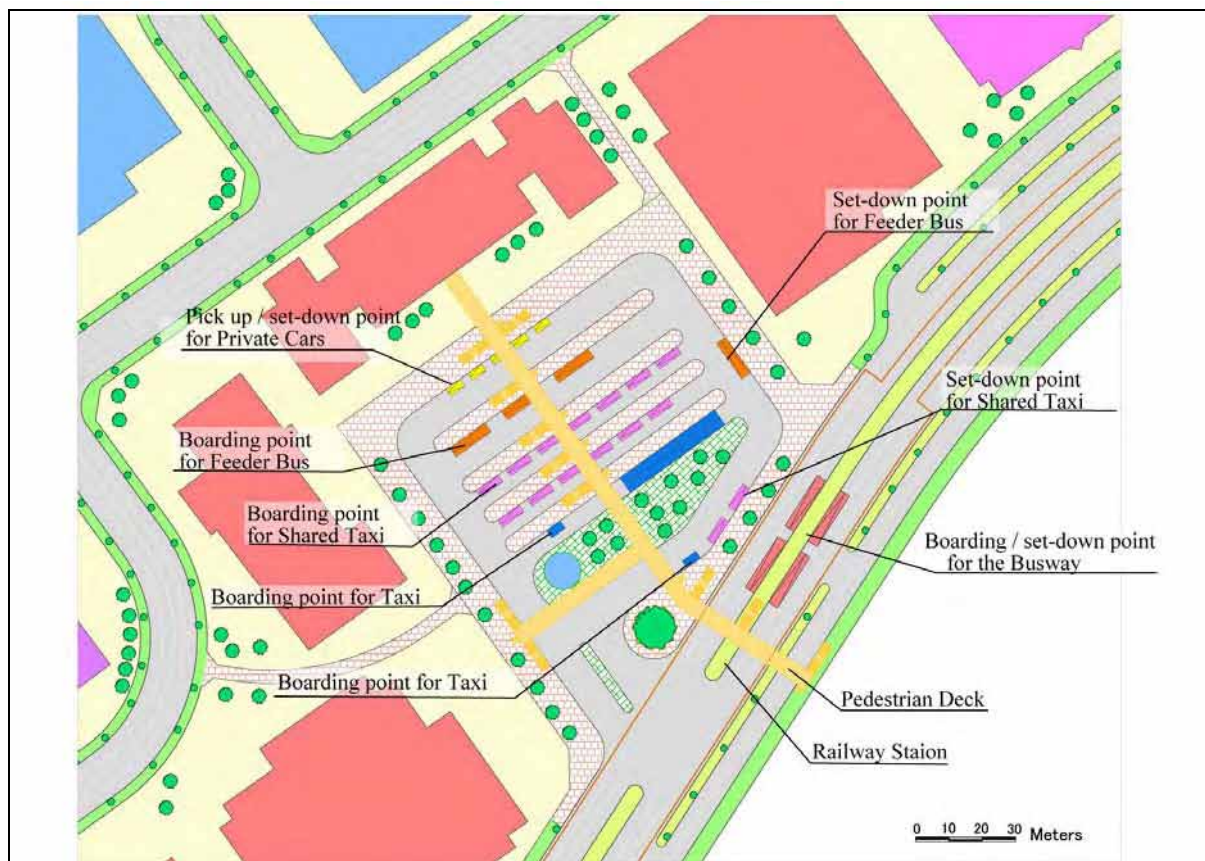 Set-down point
for Feeder Bus
Pick up / set-down point
for Private Cars
Set-down point
for Shared Taxi
Boarding point
for Feeder Bus
Boarding point
for Shared Taxi
Boarding / set-down point
for the Busway
Boarding point for Taxi
Boarding point for Taxi
Pedestrian Deck
Railway Staion
0 10 20 30 Meters